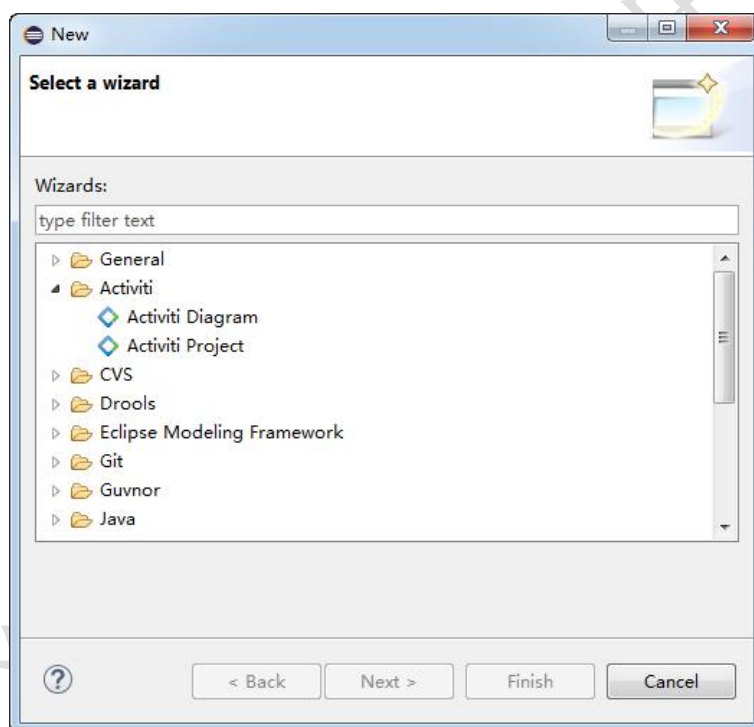 New
Select a wizard
Wizards:
type filter text
General
Activiti
Activiti Diagram
Activiti Project
CVS
Drools
Eclipse Modeling Framework
Git
Guvnor
Java
< Back Next > Finish Cancel